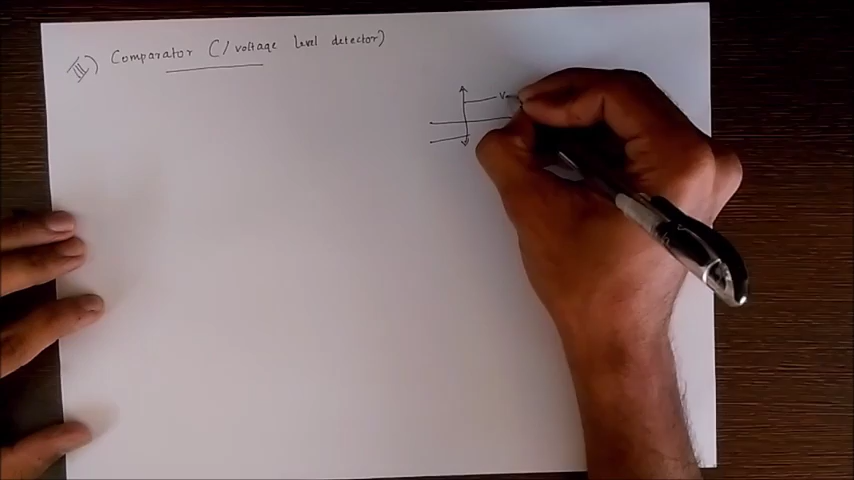 III) Comparator (/ voltage level detector)
V